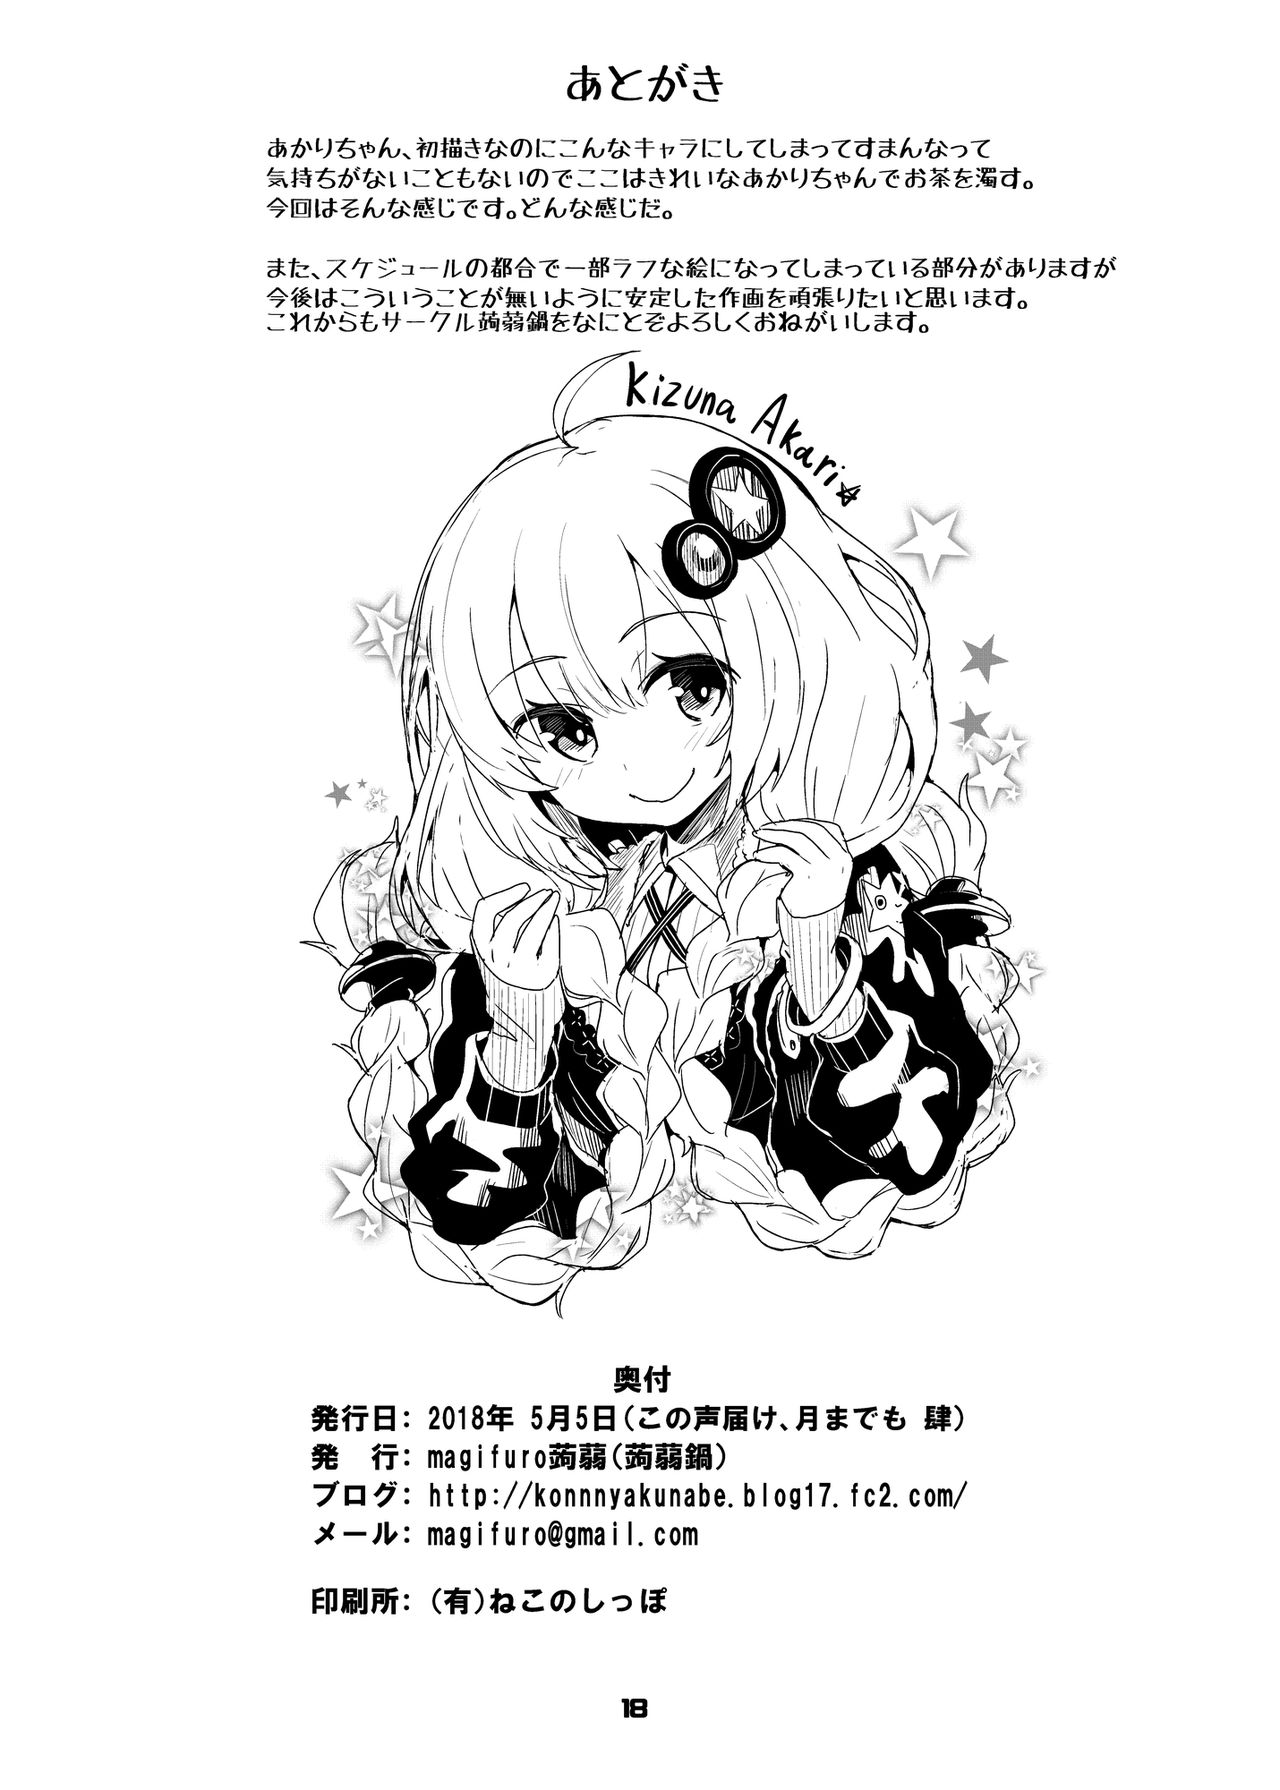 あとがき
あかりちゃん、初描きなのにこんなキャラにしてしまってすまんなって
気持ちがないこともないのでここはきれいなあかりちゃんでお茶を濁す。
今回はそんな感じです。どんな感じだ。
また、スケジュールの都合で一部ラフな絵になってしまっている部分がありますが
今後はこういうことが無いように安定した作画を頑張りたいと思います。
これからもサークル蒟蒻鍋をなにとぞよろしくおねがいします。
Kizuna Akari☆
奥付
発行日: 2018年 5月5日(この声届け、月までも 肆)
発 行: magifuro蒟蒻(蒟蒻鍋)
ブログ: http://konnnyakunabe.blog17.fc2.com/
メール: magifuro@gmail.com
印刷所: (有)ねこのしっぽ
18